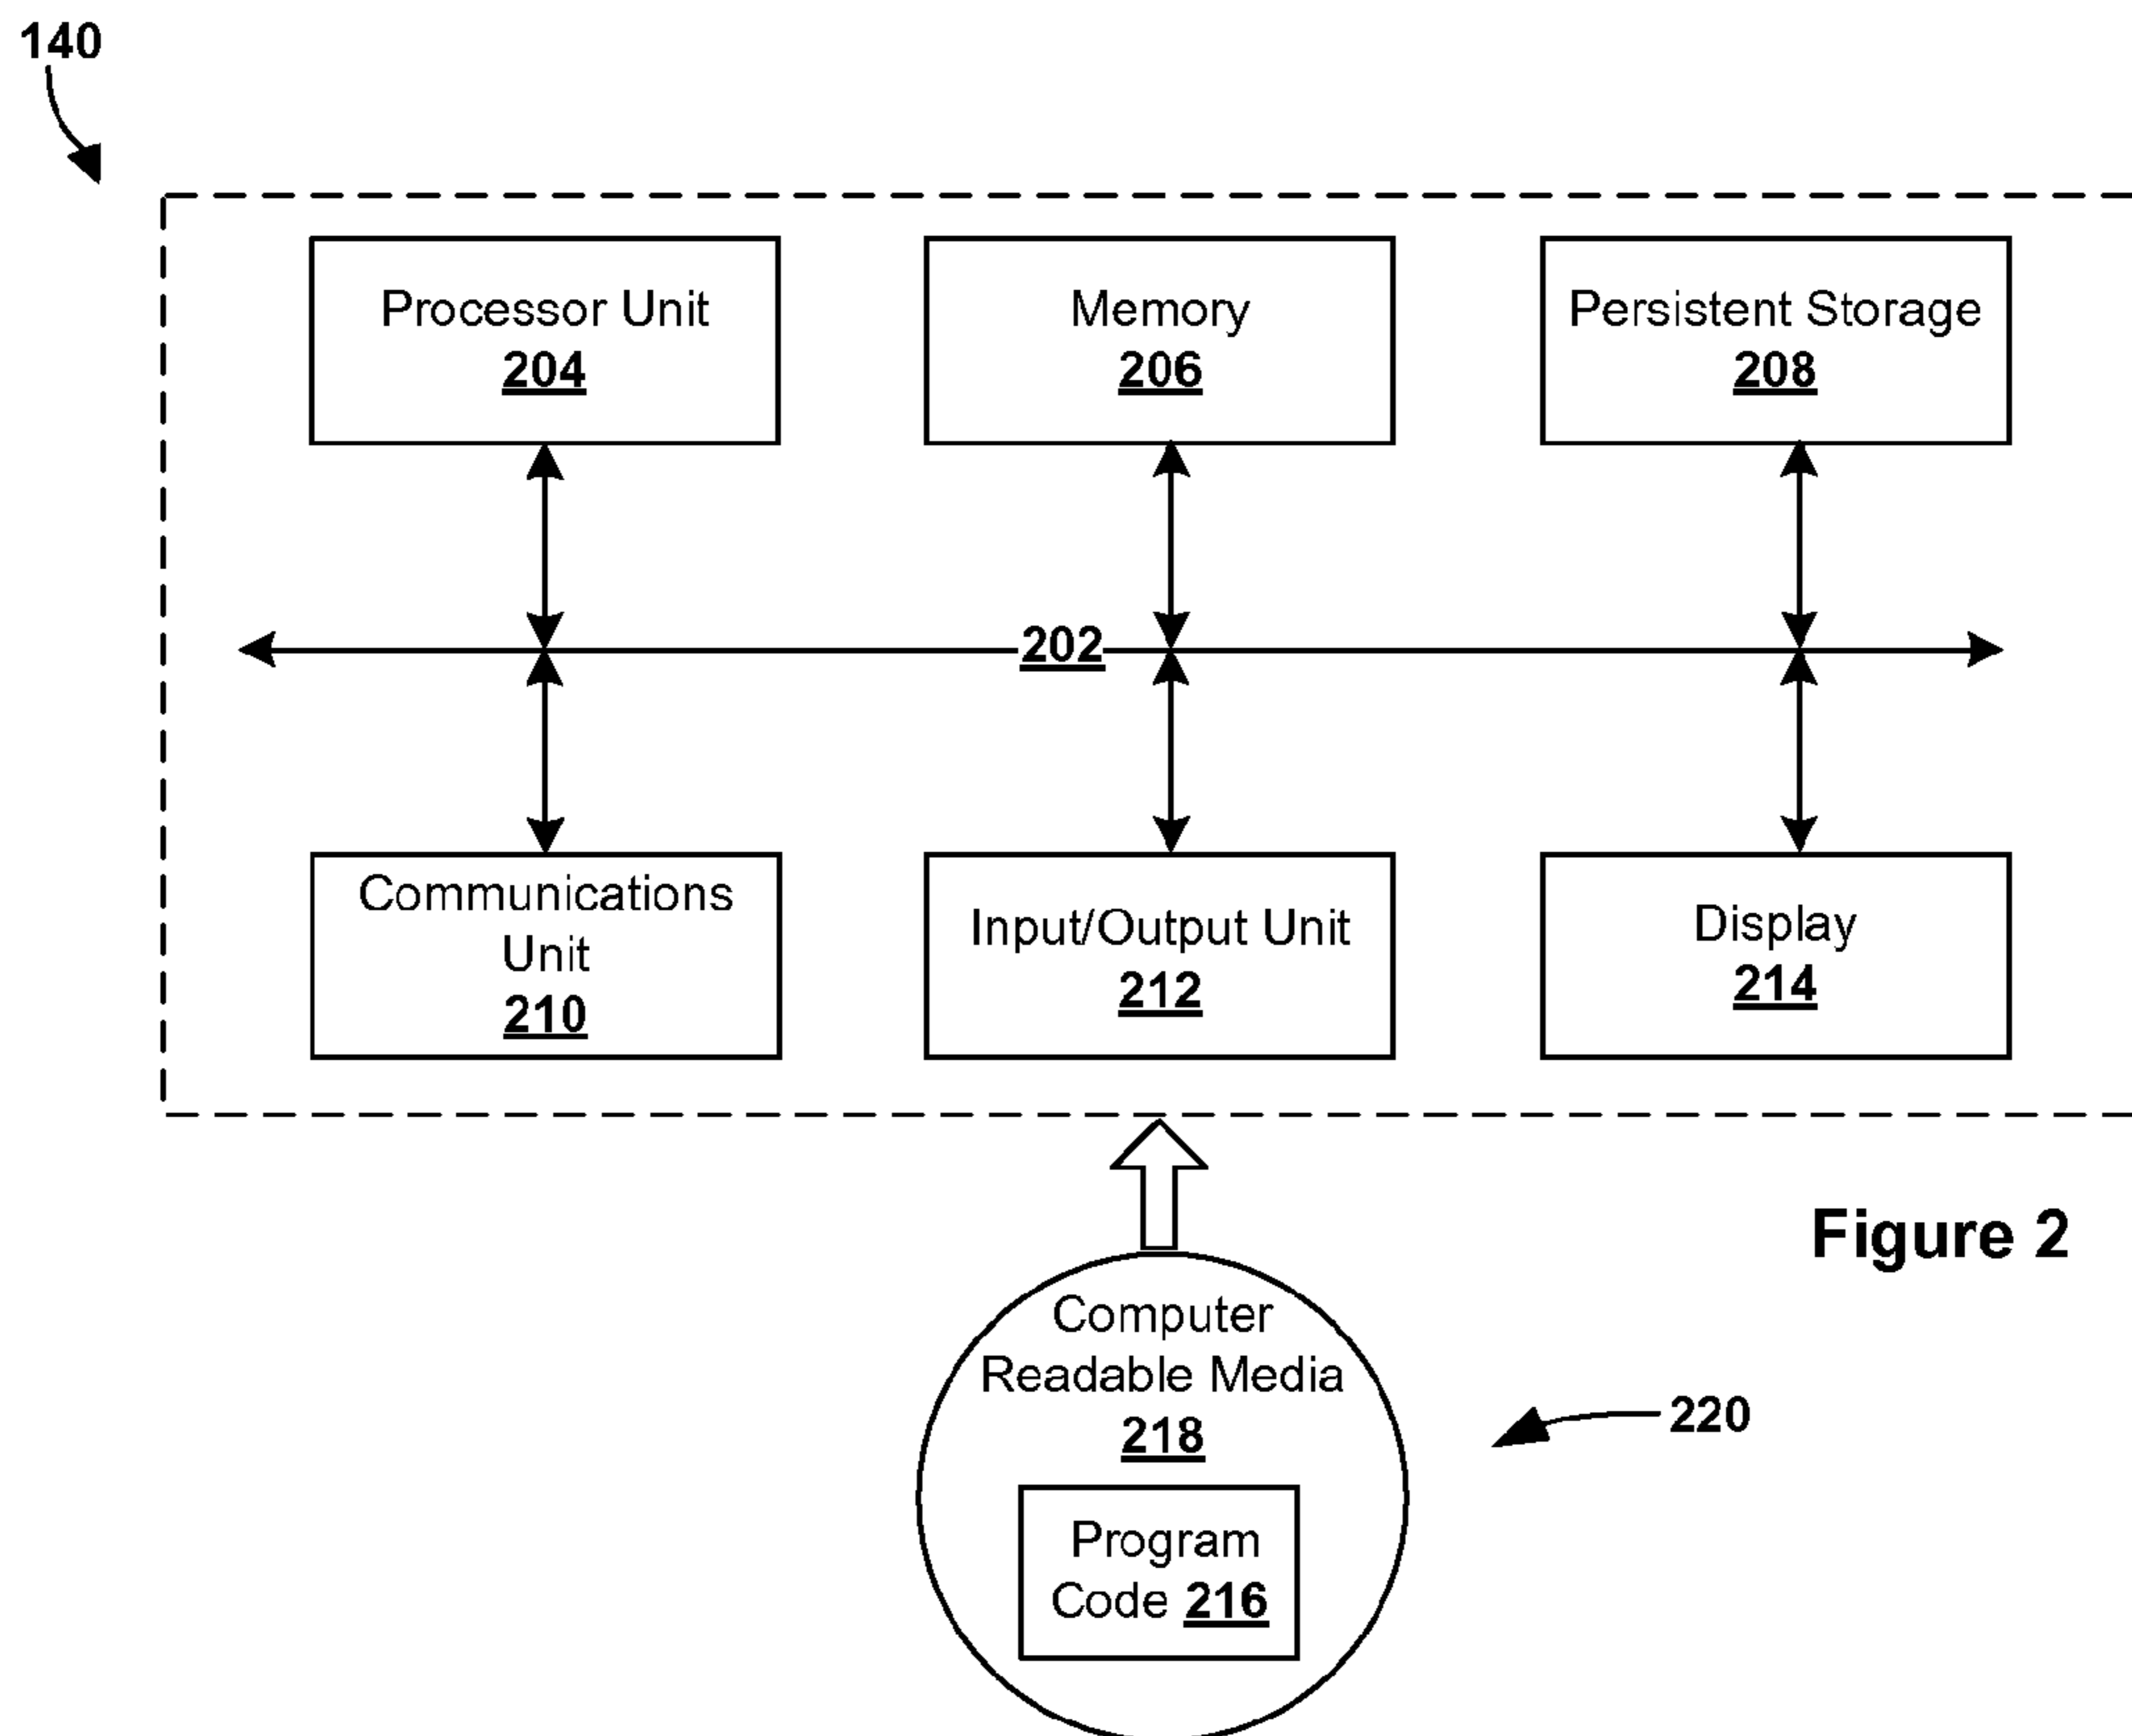 140
Processor Unit
204
Memory
206
Persistent Storage
208
202
Communications
Unit
210
Input/Output Unit
212
Display
214
Figure 2
Computer
Readable Media
218
220
Program
Code 216